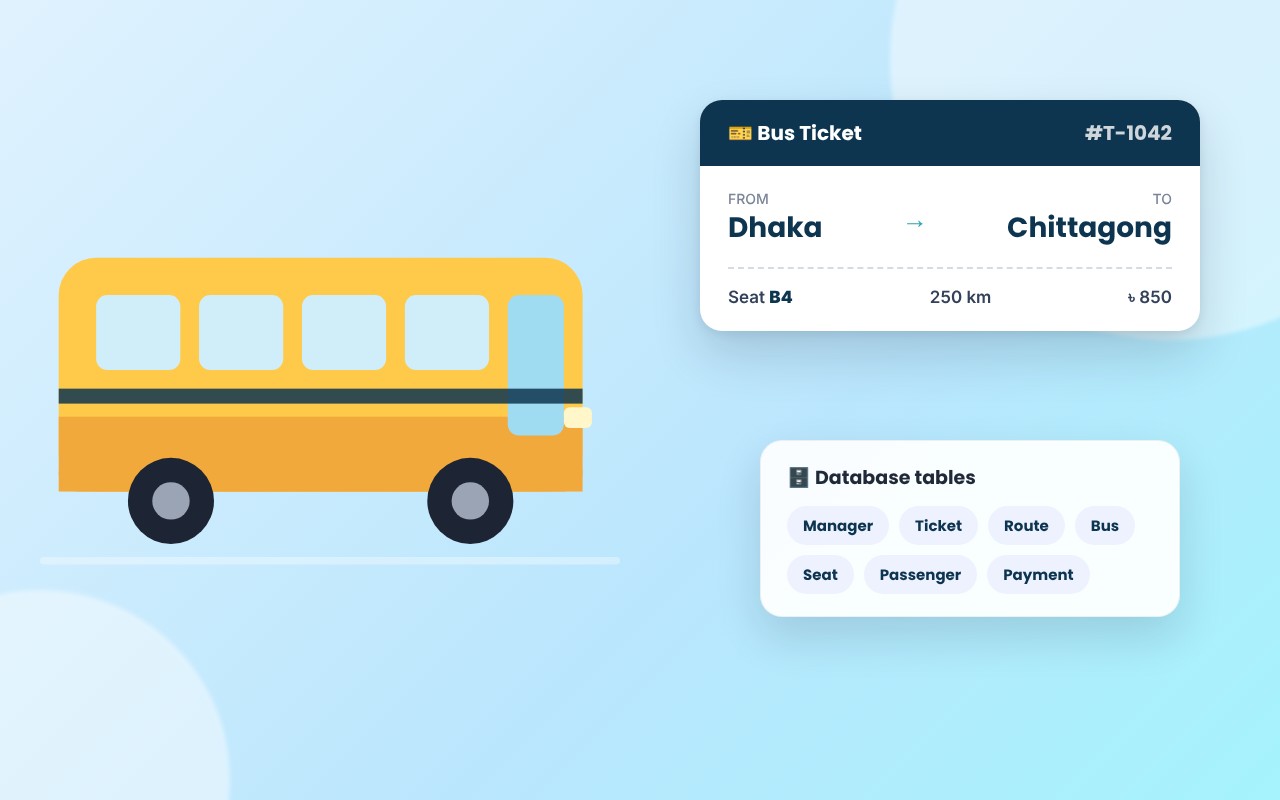 🎫 Bus Ticket #T-1042
FROM TO
Dhaka → Chittagong
Seat B4 250 km ৳ 850
🗄️ Database tables
Manager Ticket Route Bus
Seat Passenger Payment